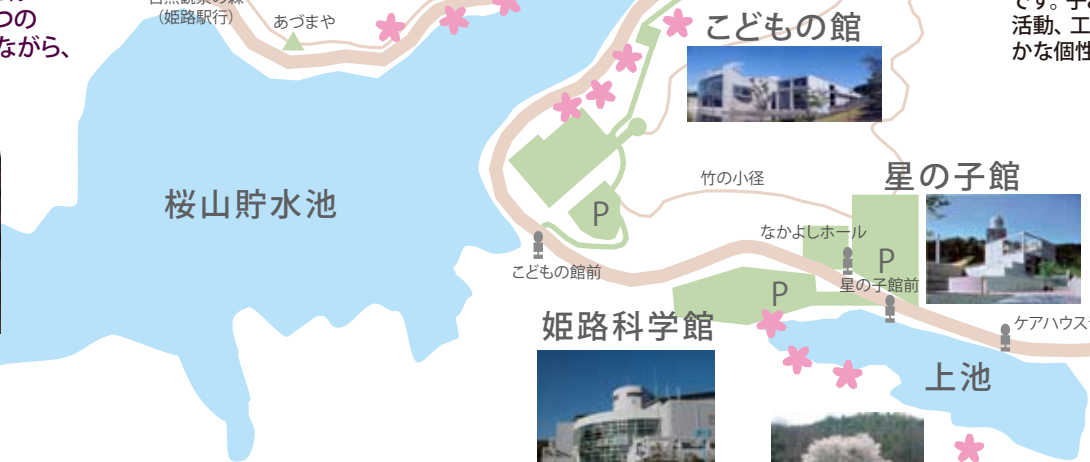 つの
ながら、
(姫路駅行)
あづまや
こどもの館
活動、工
かな個性
桜山貯水池
竹の小径
星の子館
P
なかよしホール
P
こどもの館前
星の子館前
P
姫路科学館
ケアハウス
上池